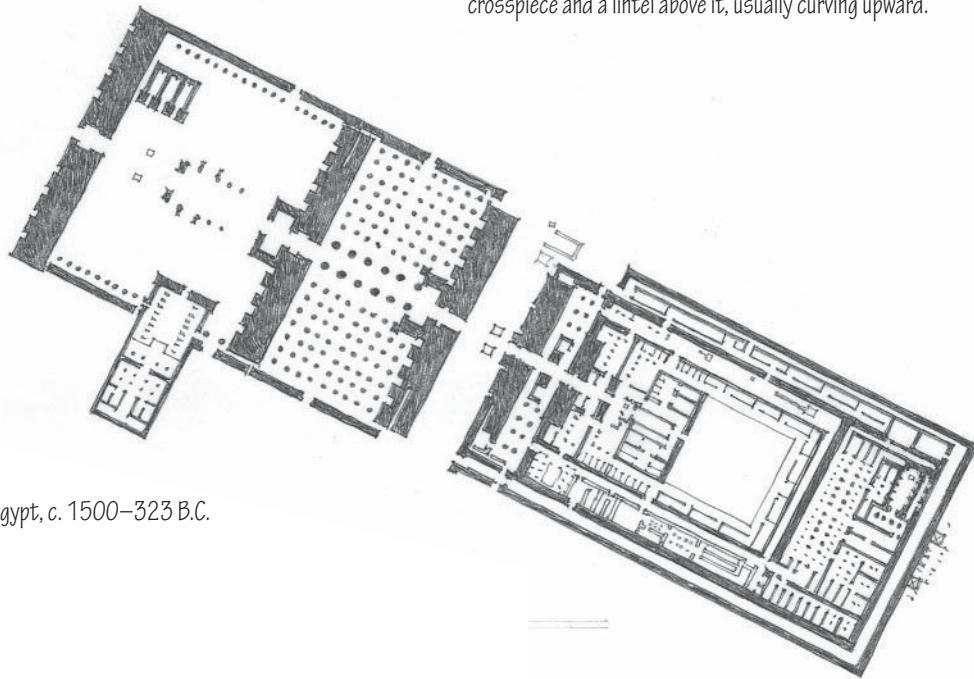 crosspiece and a lintel above it, usually curving upward.
gypt, c. 1500–323 B.C.